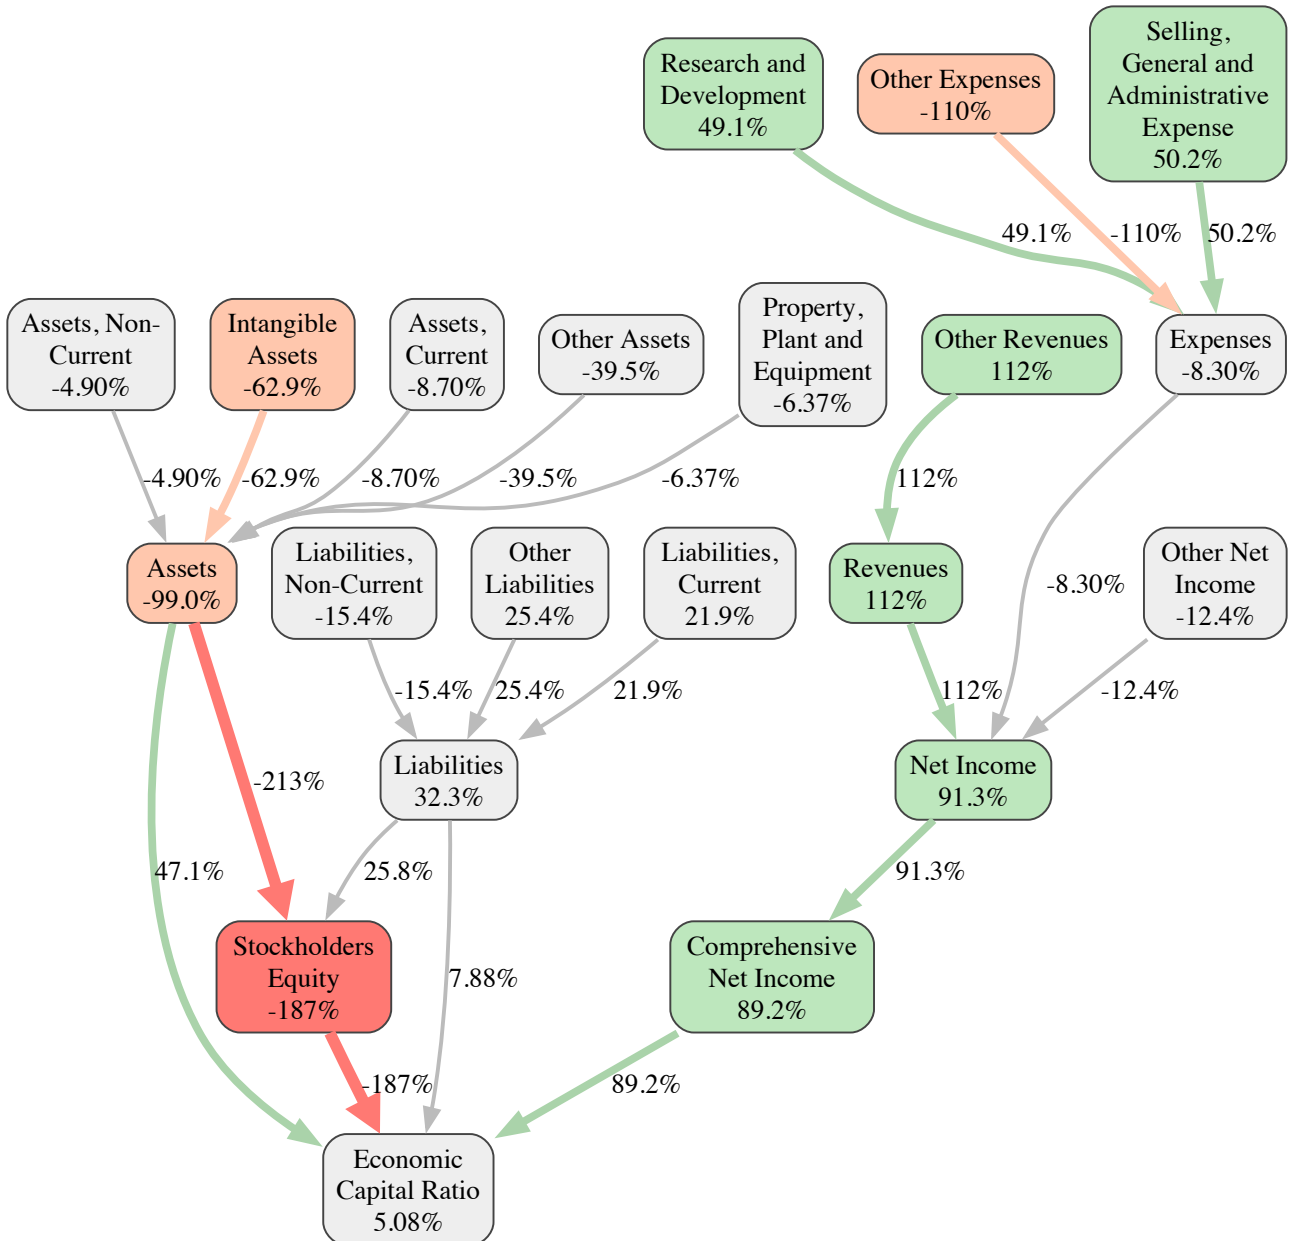 Research and
Development
49.1%
Other Expenses
-110%
Selling,
General and
Administrative
Expense
50.2%
49.1%
-110%
50.2%
Assets, Non-
Current
-4.90%
Intangible
Assets
-62.9%
Assets,
Current
-8.70%
Other Assets
-39.5%
Property,
Plant and
Equipment
-6.37%
Other Revenues
112%
Expenses
-8.30%
-4.90%
-62.9%
-8.70%
-39.5%
-6.37%
112%
Assets
-99.0%
Liabilities,
Non-Current
-15.4%
Other
Liabilities
25.4%
Liabilities,
Current
21.9%
Revenues
112%
-8.30%
Other Net
Income
-12.4%
-15.4%
25.4%
21.9%
112%
-12.4%
-213%
Liabilities
32.3%
Net Income
91.3%
47.1%
25.8%
91.3%
Stockholders
Equity
-187%
7.88%
Comprehensive
Net Income
89.2%
-187%
89.2%
Economic
Capital Ratio
5.08%